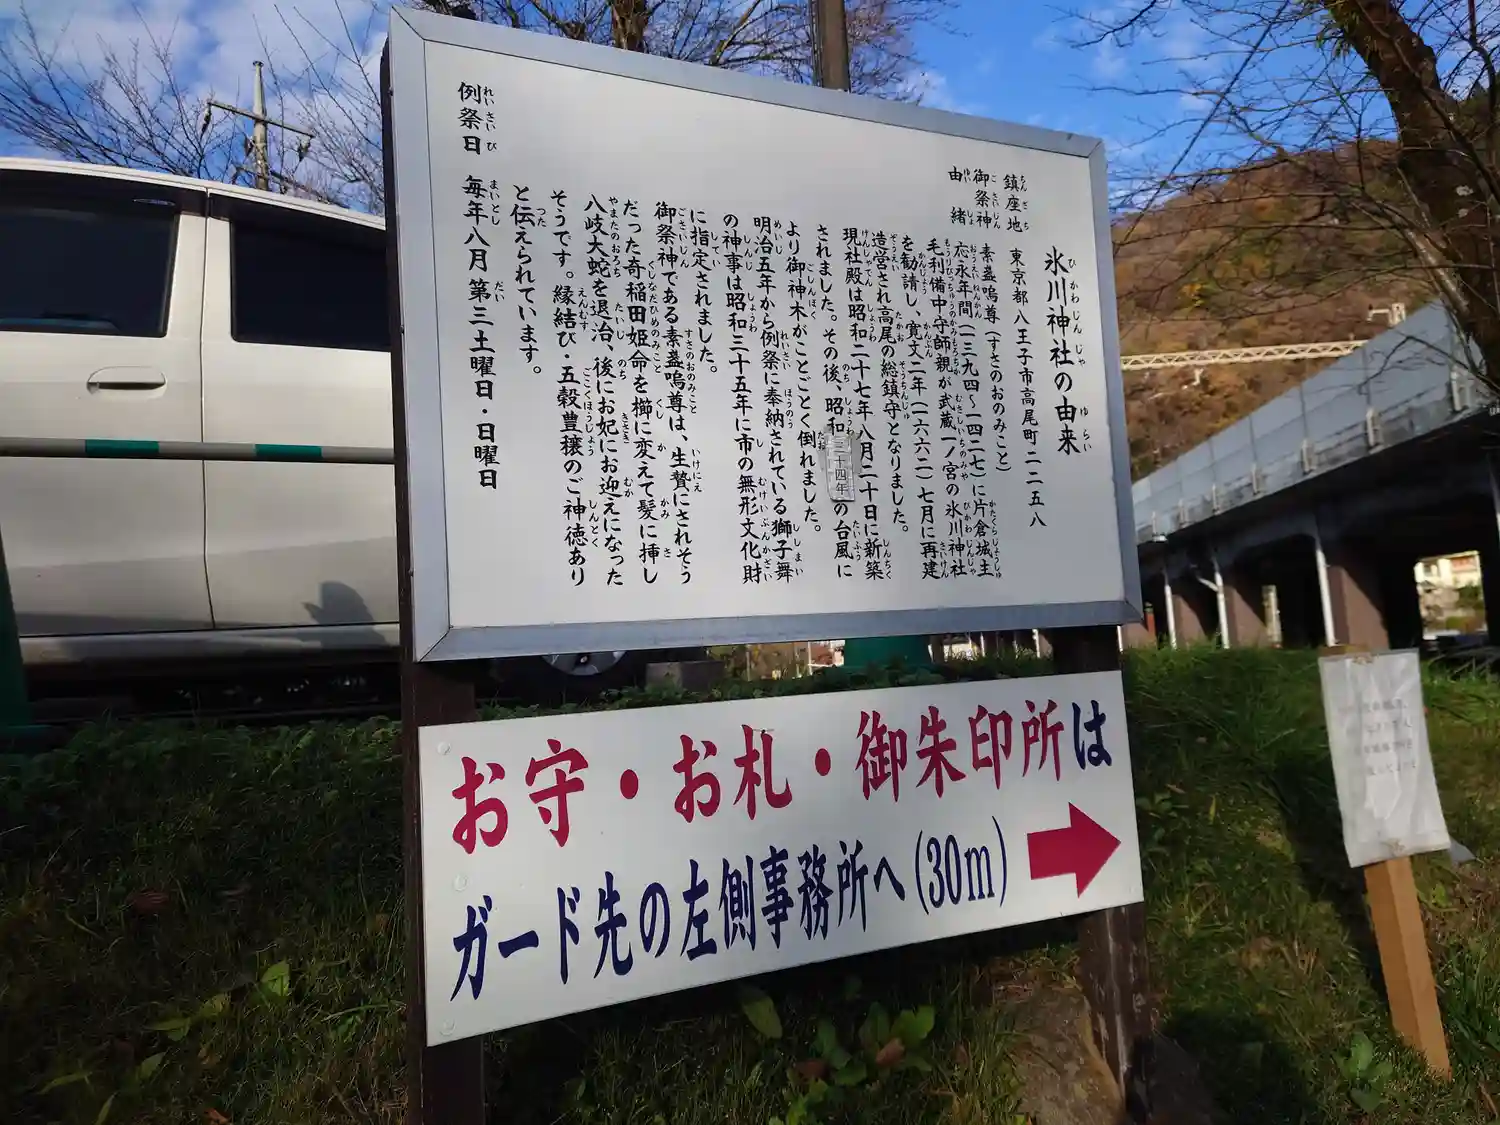 氷川神社の由来
鎮座地 東京都八王子市高尾町二二五八
御祭神 素盞嗚尊(すさのおのみこと)
由緒 応永年間(一三九四～一四二七)に片倉城主
毛利備中守師親が武蔵一ノ宮の氷川神社
を勧請し、寛文二年(一六六二)七月に再建
造営され高尾の総鎮守となりました。
現社殿は昭和二十七年八月二十日に新築
されました。その後、昭和三十四年の台風に
より御神木がことごとく倒れました。
明治五年から例祭に奉納されている獅子舞
の神事は昭和三十五年に市の無形文化財
に指定されました。
御祭神である素盞嗚尊は、生贄にされそう
だった奇稲田姫命を櫛に変えて髪に挿し
八岐大蛇を退治、後にお妃にお迎えになった
そうです。縁結び・五穀豊穣のご神徳あり
と伝えられています。
例祭日 毎年八月 第三土曜日・日曜日
お守・お札・御朱印所は
ガード先の左側事務所へ(30m)